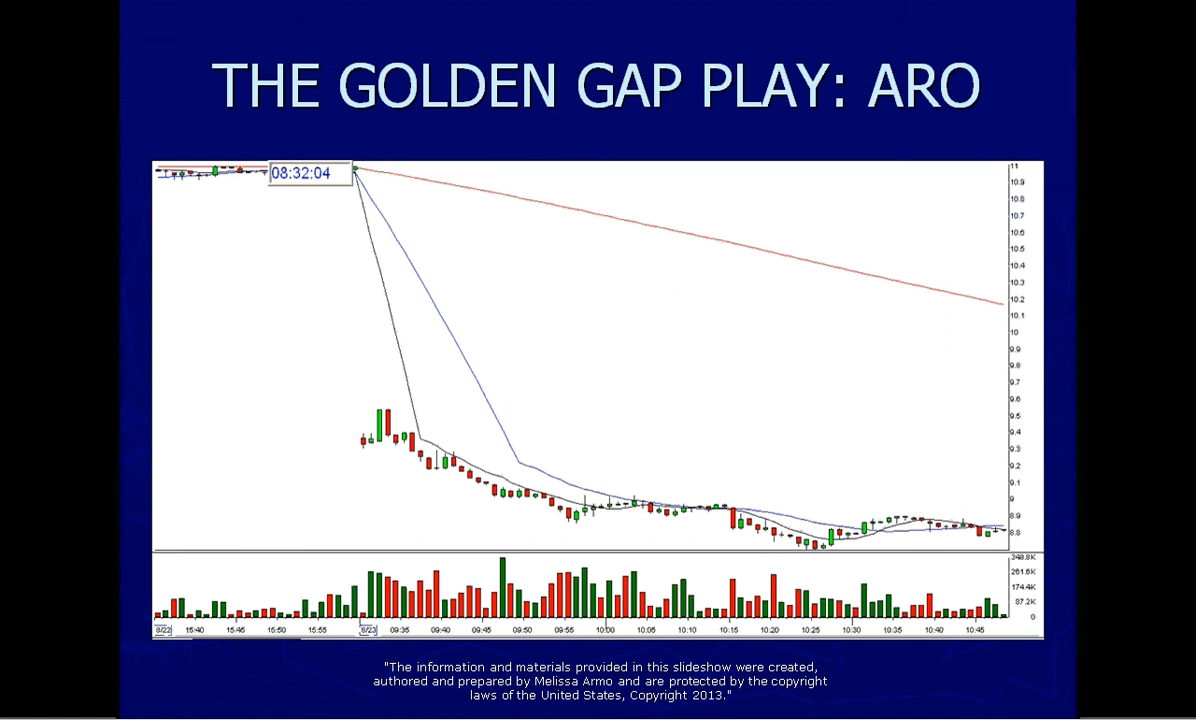 THE GOLDEN GAP PLAY: ARO
08:32:04
11
10.9
10.8
10.7
10.6
10.5
10.4
10.3
10.2
10.1
10
9.9
9.8
9.7
9.6
9.5
9.4
9.3
9.2
9.1
9
8.9
8.8
348.8K
261.6K
174.4K
87.2K
0
8/22 15:40 15:45 15:50 15:55 8/23 09:35 09:40 09:45 09:50 09:55 10:00 10:05 10:10 10:15 10:20 10:25 10:30 10:35 10:40 10:45
"The information and materials provided in this slideshow were created,
authored and prepared by Melissa Armo and are protected by the copyright
laws of the United States, Copyright 2013."